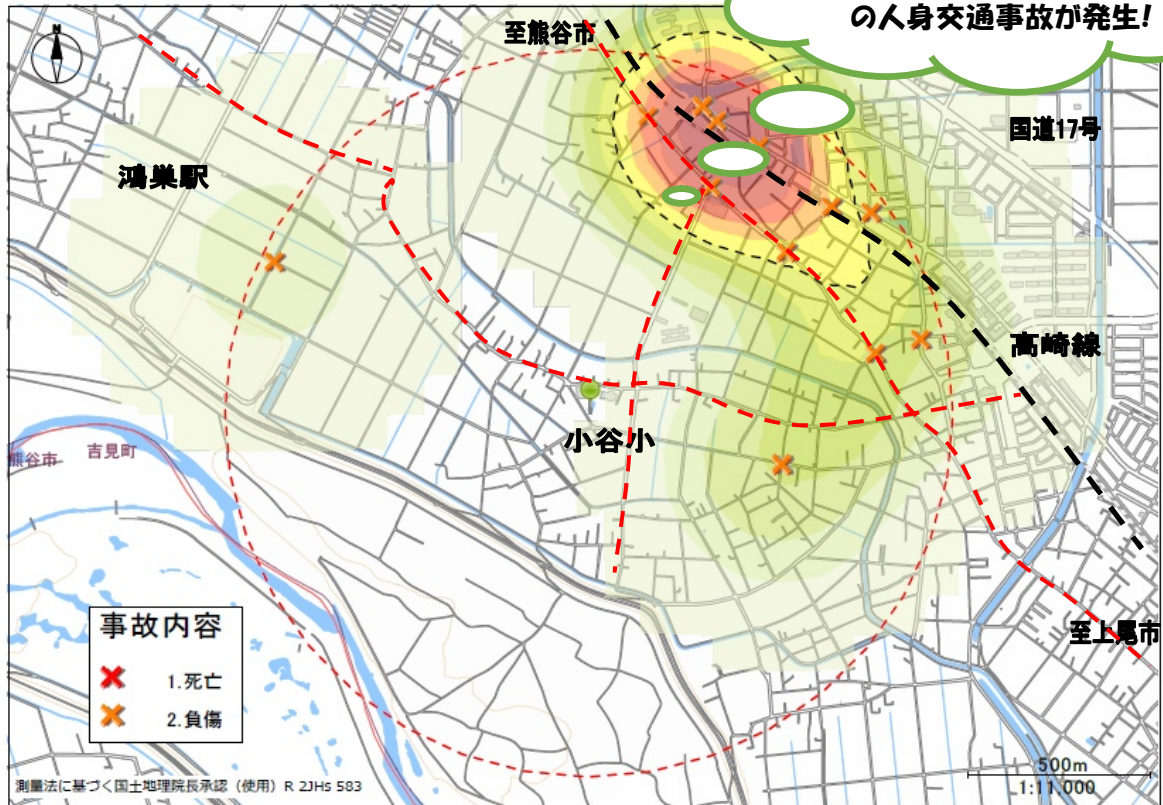 の人身交通事故が発生!
N
至熊谷市
国道17号
鴻巣駅
高崎線
小谷小
熊谷市
吉見町
事故内容
1.死亡
2.負傷
至上尾市
500m
1:11,000
測量法に基づく国土地理院長承認(使用)R 2JHs 583